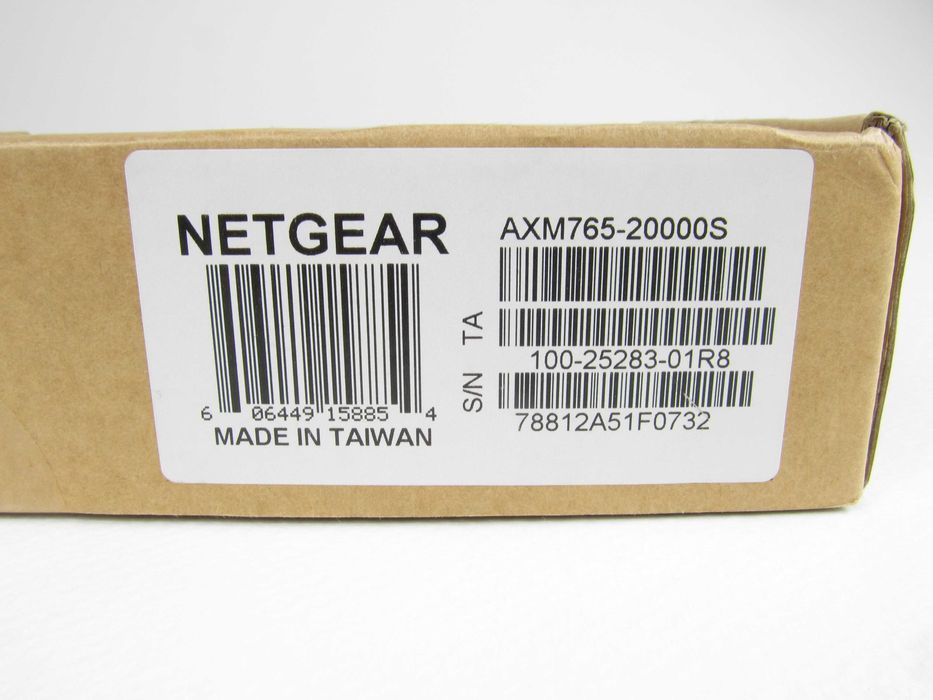 NETGEAR
6 06449 15885 4
MADE IN TAIWAN
AXM765-20000S
TA
100-25283-01R8
S/N
78812A51F0732